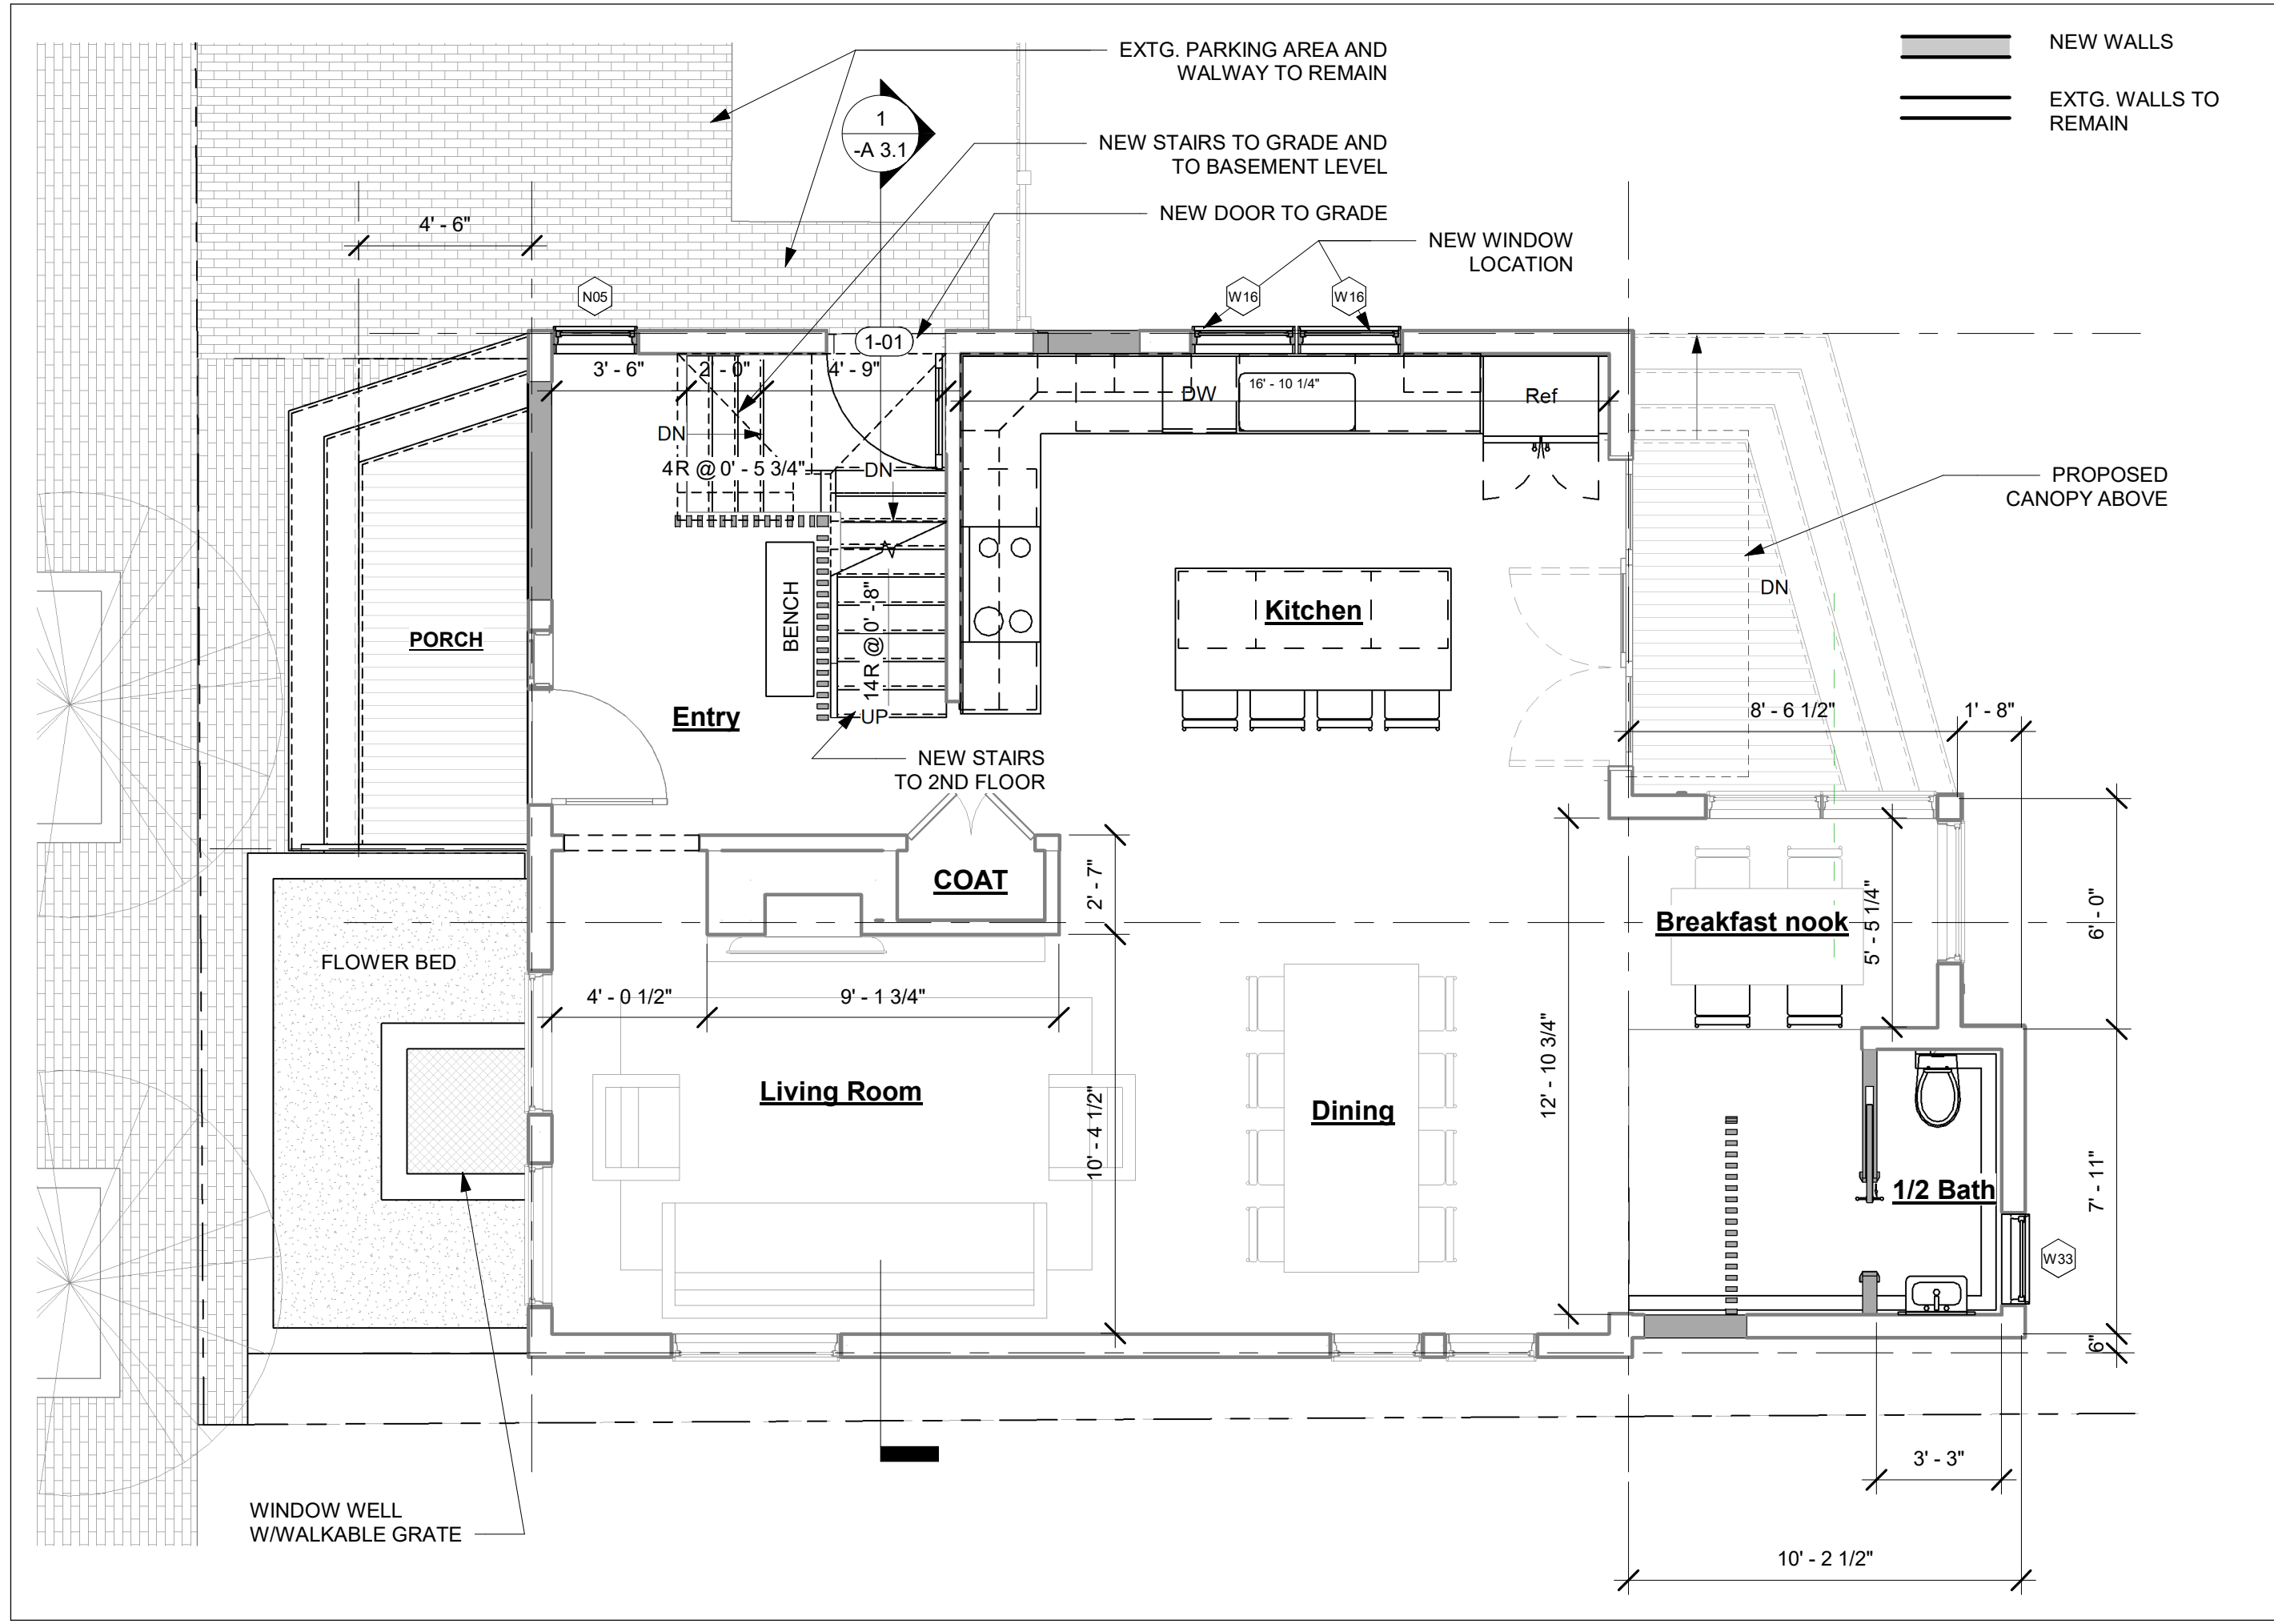 NEW WALLS
EXTG. WALLS TO
REMAIN
EXTG. PARKING AREA AND
WALWAY TO REMAIN
1
-A 3.1
NEW STAIRS TO GRADE AND
TO BASEMENT LEVEL
NEW DOOR TO GRADE
NEW WINDOW
LOCATION
4' - 6"
N05
W16
W16
1-01
3' - 6"
2' - 0"
4' - 9"
16' - 10 1/4"
DW
Ref
DN
4R @ 0' - 5 3/4"
DN
PROPOSED
CANOPY ABOVE
DN
BENCH
14R @ 0' - 8"
UP
Kitchen
PORCH
Entry
8' - 6 1/2"
1' - 8"
NEW STAIRS
TO 2ND FLOOR
COAT
2' - 7"
Breakfast nook
5' - 5 1/4"
6' - 0"
FLOWER BED
4' - 0 1/2"
9' - 1 3/4"
12' - 10 3/4"
Living Room
10' - 4 1/2"
Dining
1/2 Bath
7' - 11"
W33
6"
3' - 3"
WINDOW WELL
W/WALKABLE GRATE
10' - 2 1/2"